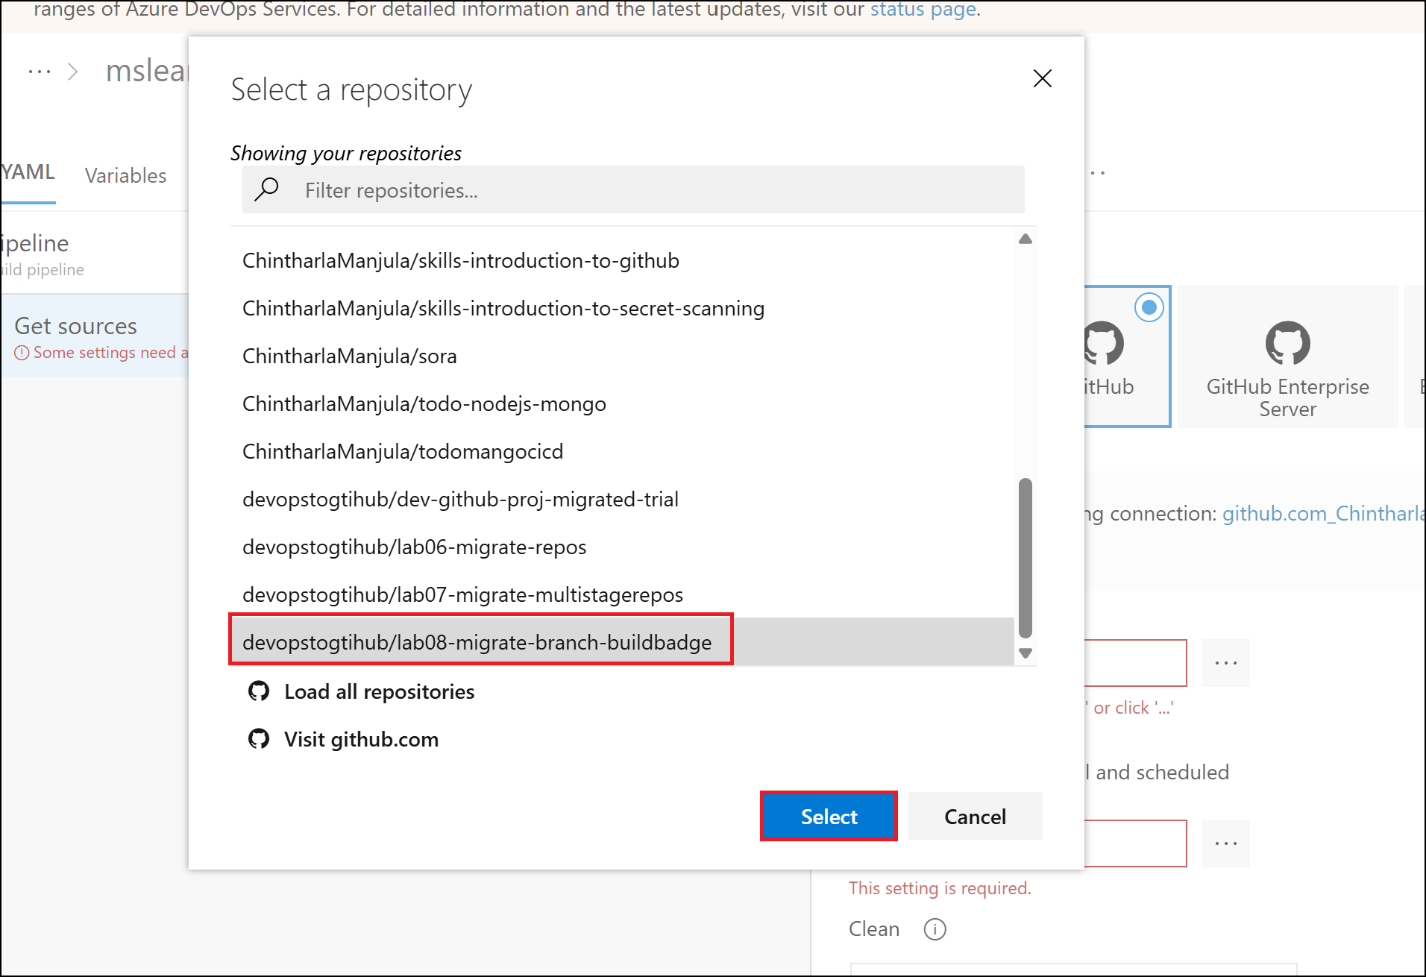 ranges of Azure DevOps Services. For detailed information and the latest updates, visit our status page.
... > mslear
YAML Variables
ipeline
ild pipeline
Get sources
Some settings need a
Select a repository
Showing your repositories
Filter repositories...
ChintharlaManjula/skills-introduction-to-github
ChintharlaManjula/skills-introduction-to-secret-scanning
ChintharlaManjula/sora
ChintharlaManjula/todo-nodejs-mongo
ChintharlaManjula/todomangocicd
devopstogtihub/dev-github-proj-migrated-trial
devopstogtihub/lab06-migrate-repos
devopstogtihub/lab07-migrate-multistagerepos
devopstogtihub/lab08-migrate-branch-buildbadge
Load all repositories
Visit github.com
Select Cancel
itHub
GitHub Enterprise
Server
ng connection: github.com_Chintharla
...
' or click '...'
l and scheduled
...
This setting is required.
Clean